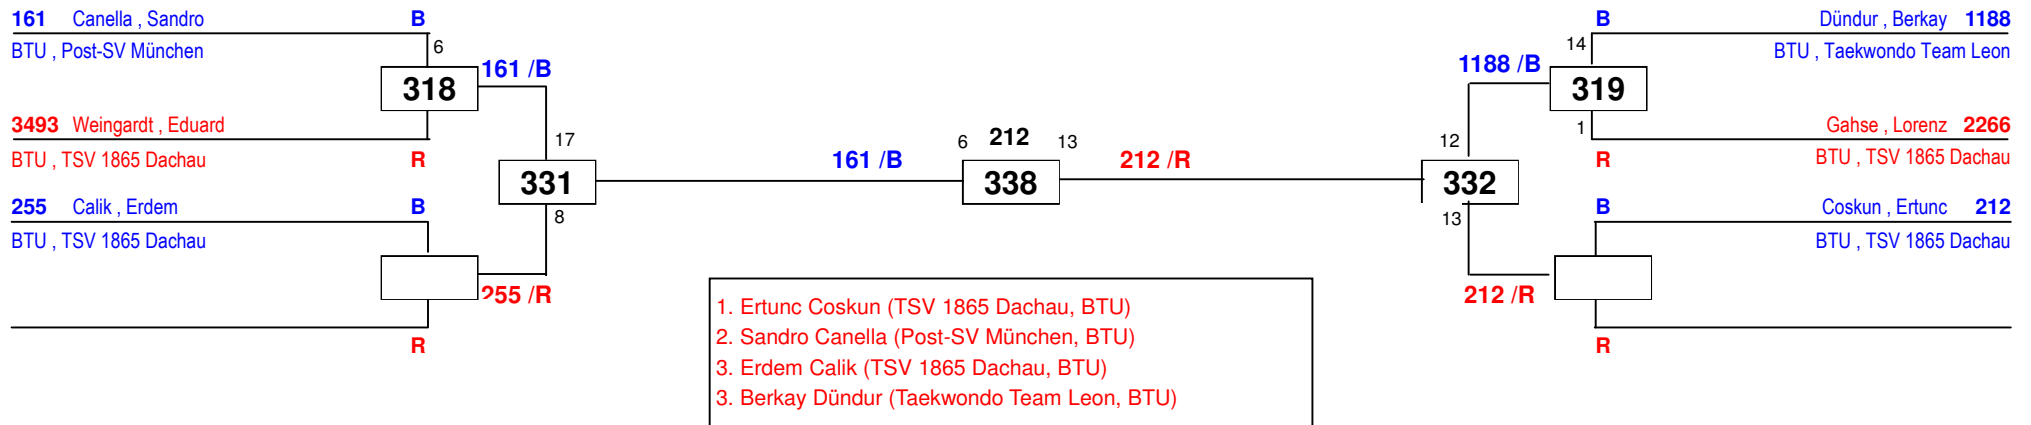 161 Canella , Sandro B
6
BTU , Post-SV München
318
161 /B
3493 Weingardt , Eduard
BTU , TSV 1865 Dachau R
17
331
8
255 Calik , Erdem B
BTU , TSV 1865 Dachau
255 /R
R
161 /B
6 212 13
338
212 /R
B Dündur , Berkay 1188
14
BTU , Taekwondo Team Leon
1188 /B
319
1
Gahse , Lorenz 2266
R BTU , TSV 1865 Dachau
12
332
13
B Coskun , Ertunc 212
BTU , TSV 1865 Dachau
212 /R
R
1. Ertunc Coskun (TSV 1865 Dachau, BTU)
2. Sandro Canella (Post-SV München, BTU)
3. Erdem Calik (TSV 1865 Dachau, BTU)
3. Berkay Dündur (Taekwondo Team Leon, BTU)